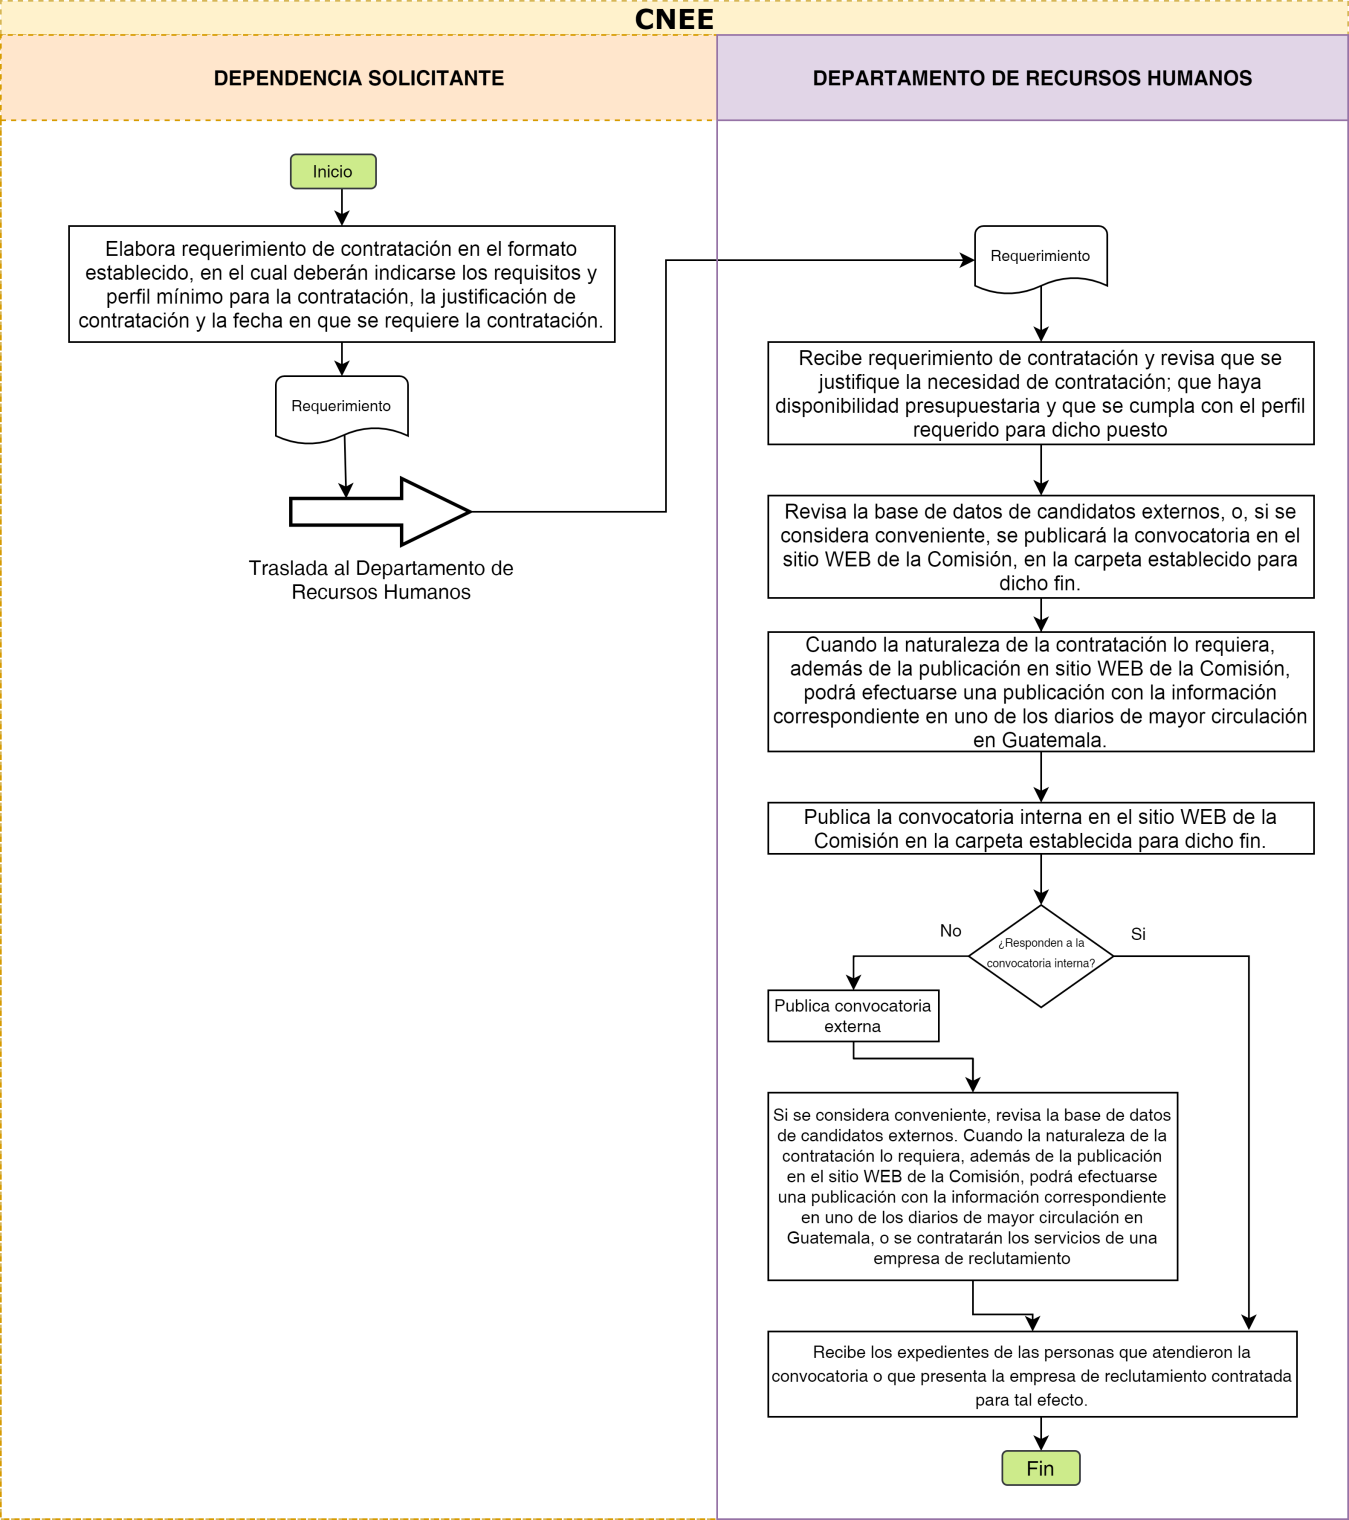 CNEE
DEPENDENCIA SOLICITANTE
DEPARTAMENTO DE RECURSOS HUMANOS
Inicio
Elabora requerimiento de contratación en el formato
establecido, en el cual deberán indicarse los requisitos y
perfil mínimo para la contratación, la justificación de
contratación y la fecha en que se requiere la contratación.
Requerimiento
Traslada al Departamento de
Recursos Humanos
Requerimiento
Recibe requerimiento de contratación y revisa que se
justifique la necesidad de contratación; que haya
disponibilidad presupuestaria y que se cumpla con el perfil
requerido para dicho puesto
Revisa la base de datos de candidatos externos, o, si se
considera conveniente, se publicará la convocatoria en el
sitio WEB de la Comisión, en la carpeta establecido para
dicho fin.
Cuando la naturaleza de la contratación lo requiera,
además de la publicación en sitio WEB de la Comisión,
podrá efectuarse una publicación con la información
correspondiente en uno de los diarios de mayor circulación
en Guatemala.
Publica la convocatoria interna en el sitio WEB de la
Comisión en la carpeta establecida para dicho fin.
¿Responden a la
convocatoria interna?
No
Si
Publica convocatoria
externa
Si se considera conveniente, revisa la base de datos
de candidatos externos. Cuando la naturaleza de la
contratación lo requiera, además de la publicación
en el sitio WEB de la Comisión, podrá efectuarse
una publicación con la información correspondiente
en uno de los diarios de mayor circulación en
Guatemala, o se contratarán los servicios de una
empresa de reclutamiento
Recibe los expedientes de las personas que atendieron la
convocatoria o que presenta la empresa de reclutamiento contratada
para tal efecto.
Fin